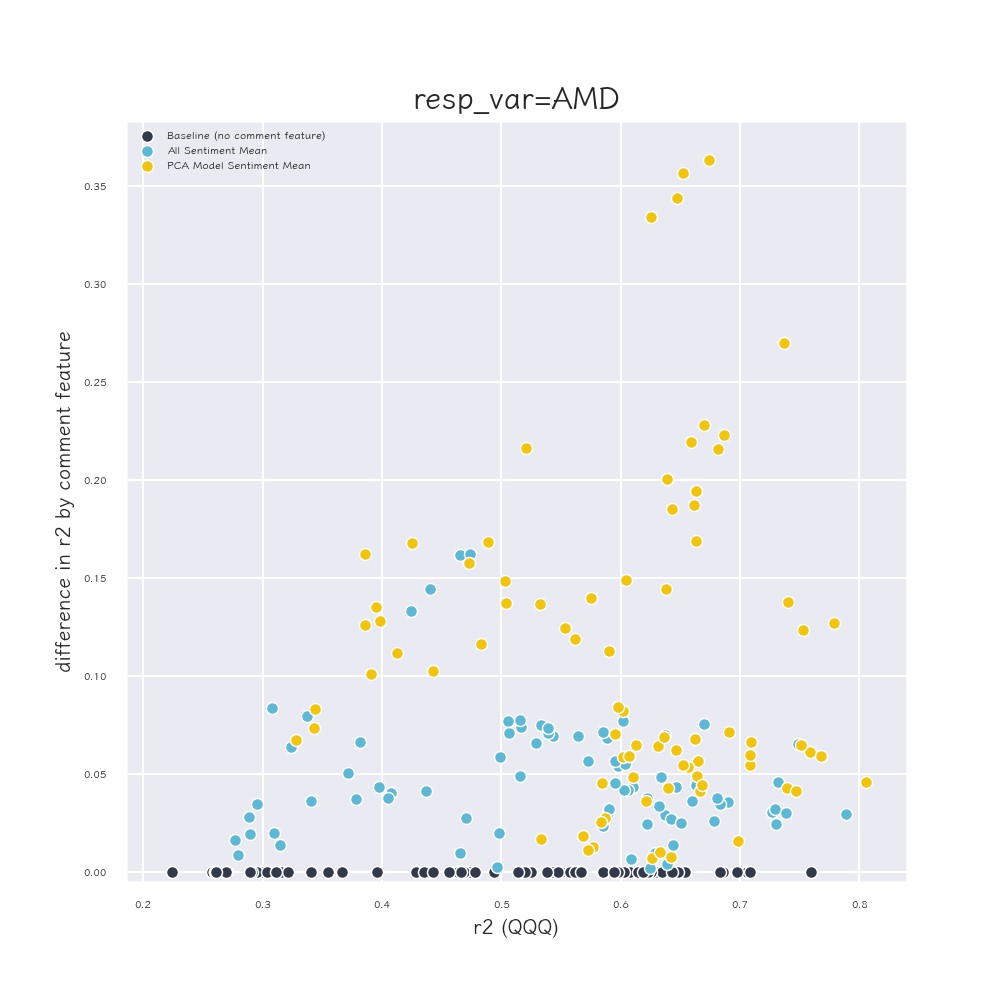 resp_var=AMD
Baseline (no comment feature)
All Sentiment Mean
PCA Model Sentiment Mean
0.35
0.30
0.25
0.20
0.15
0.10
0.05
0.00
difference in r2 by comment feature
0.2 0.3 0.4 0.5 0.6 0.7 0.8
r2 (QQQ)